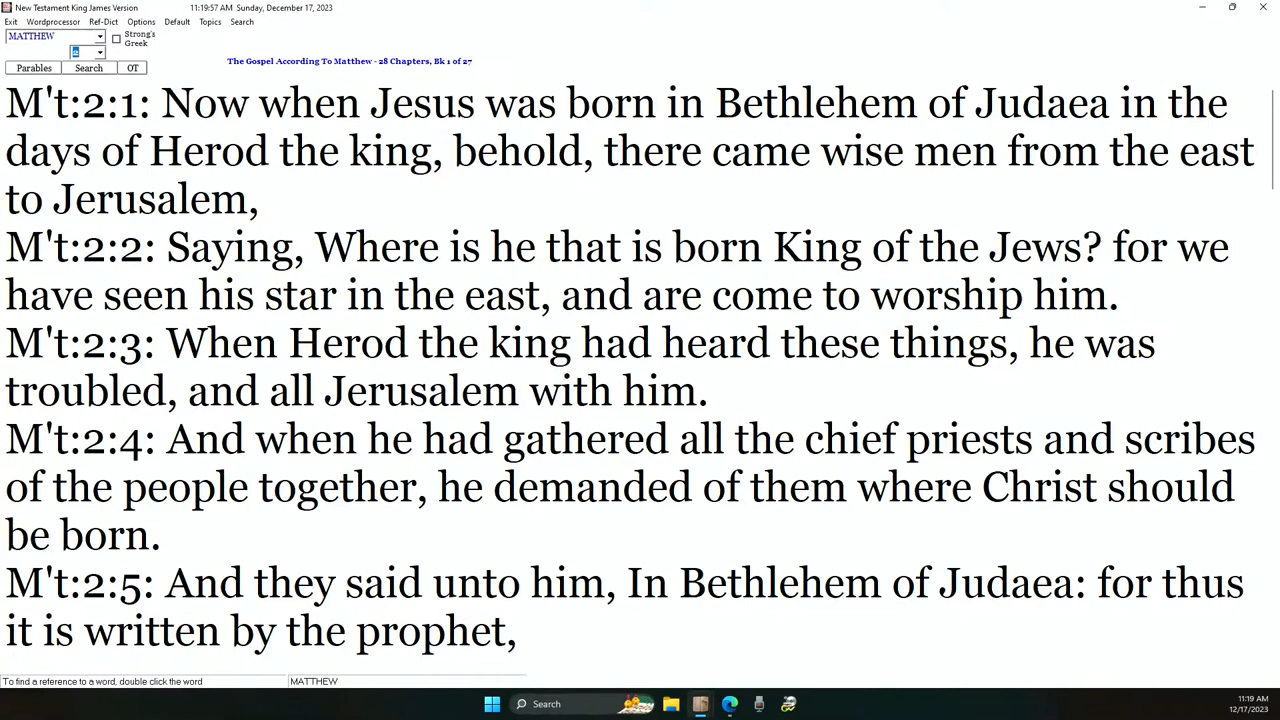 New Testament King James Version 11:19:57 AM Sunday, December 17, 2023
Exit Wordprocessor Ref-Dict Options Default Topics Search
MATTHEW
Strong's
Greek
2
Parables Search OT
The Gospel According To Matthew - 28 Chapters, Bk 1 of 27
M't:2:1: Now when Jesus was born in Bethlehem of Judaea in the
days of Herod the king, behold, there came wise men from the east
to Jerusalem,
M't:2:2: Saying, Where is he that is born King of the Jews? for we
have seen his star in the east, and are come to worship him.
M't:2:3: When Herod the king had heard these things, he was
troubled, and all Jerusalem with him.
M't:2:4: And when he had gathered all the chief priests and scribes
of the people together, he demanded of them where Christ should
be born.
M't:2:5: And they said unto him, In Bethlehem of Judaea: for thus
it is written by the prophet,
To find a reference to a word, double click the word MATTHEW
Search
11:19 AM
12/17/2023